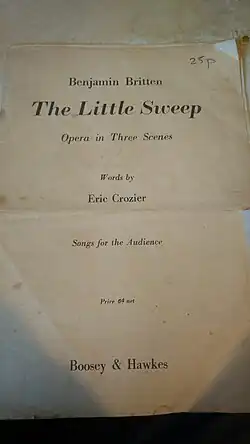 25p
Benjamin Britten
The Little Sweep
Opera in Three Scenes
Words by
Eric Crozier
Songs for the Audience
Price 6d net
Boosey & Hawkes